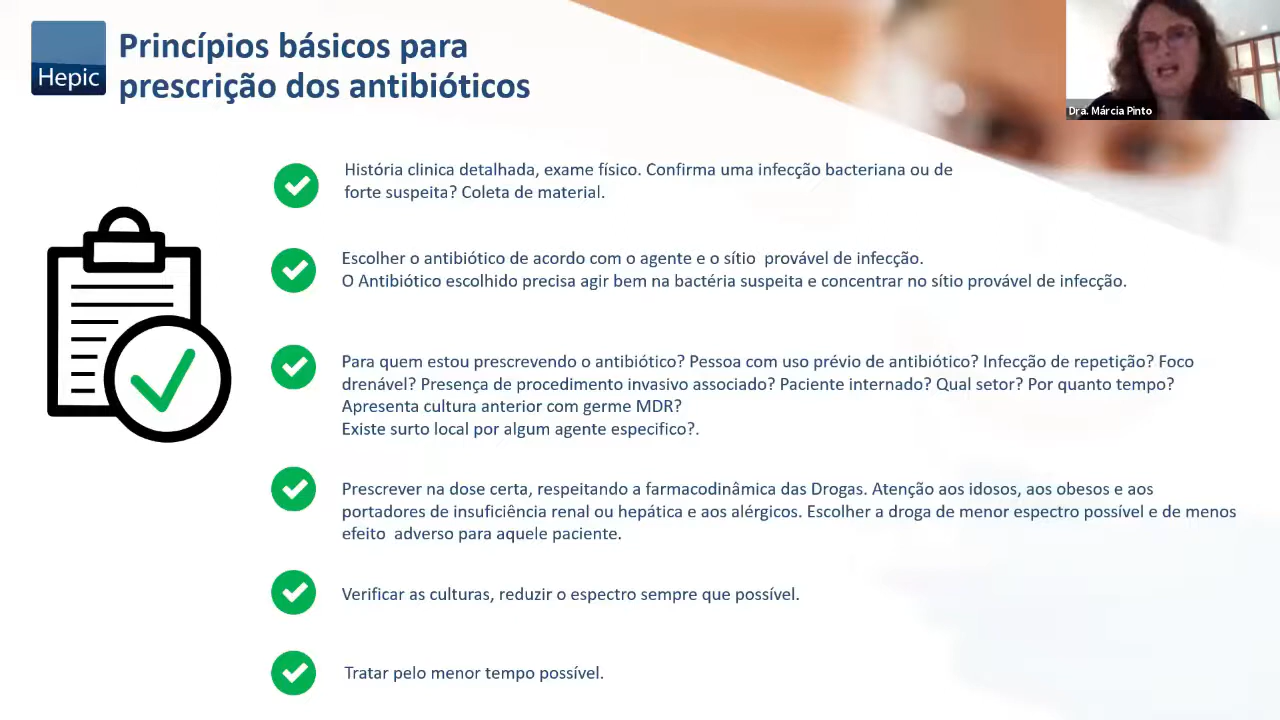 Hepic
Princípios básicos para
prescrição dos antibióticos
Dra. Márcia Pinto
História clinica detalhada, exame físico. Confirma uma infecção bacteriana ou de
forte suspeita? Coleta de material.
Escolher o antibiótico de acordo com o agente e o sítio provável de infecção.
O Antibiótico escolhido precisa agir bem na bactéria suspeita e concentrar no sítio provável de infecção.
Para quem estou prescrevendo o antibiótico? Pessoa com uso prévio de antibiótico? Infecção de repetição? Foco
drenável? Presença de procedimento invasivo associado? Paciente internado? Qual setor? Por quanto tempo?
Apresenta cultura anterior com germe MDR?
Existe surto local por algum agente especifico?.
Prescrever na dose certa, respeitando a farmacodinâmica das Drogas. Atenção aos idosos, aos obesos e aos
portadores de insuficiência renal ou hepática e aos alérgicos. Escolher a droga de menor espectro possível e de menos
efeito adverso para aquele paciente.
Verificar as culturas, reduzir o espectro sempre que possível.
Tratar pelo menor tempo possível.